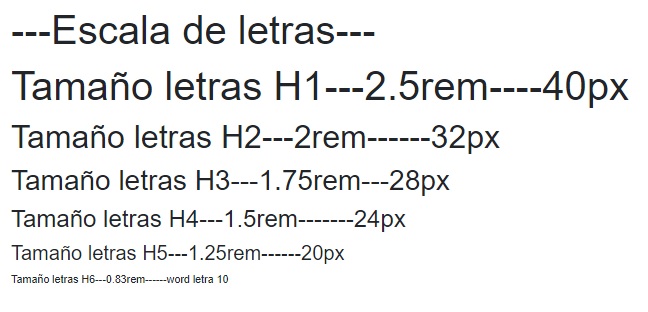 ---Escala de letras---
Tamaño letras H1---2.5rem----40px
Tamaño letras H2---2rem------32px
Tamaño letras H3---1.75rem---28px
Tamaño letras H4---1.5rem-------24px
Tamaño letras H5---1.25rem------20px
Tamaño letras H6---0.83rem------word letra 10